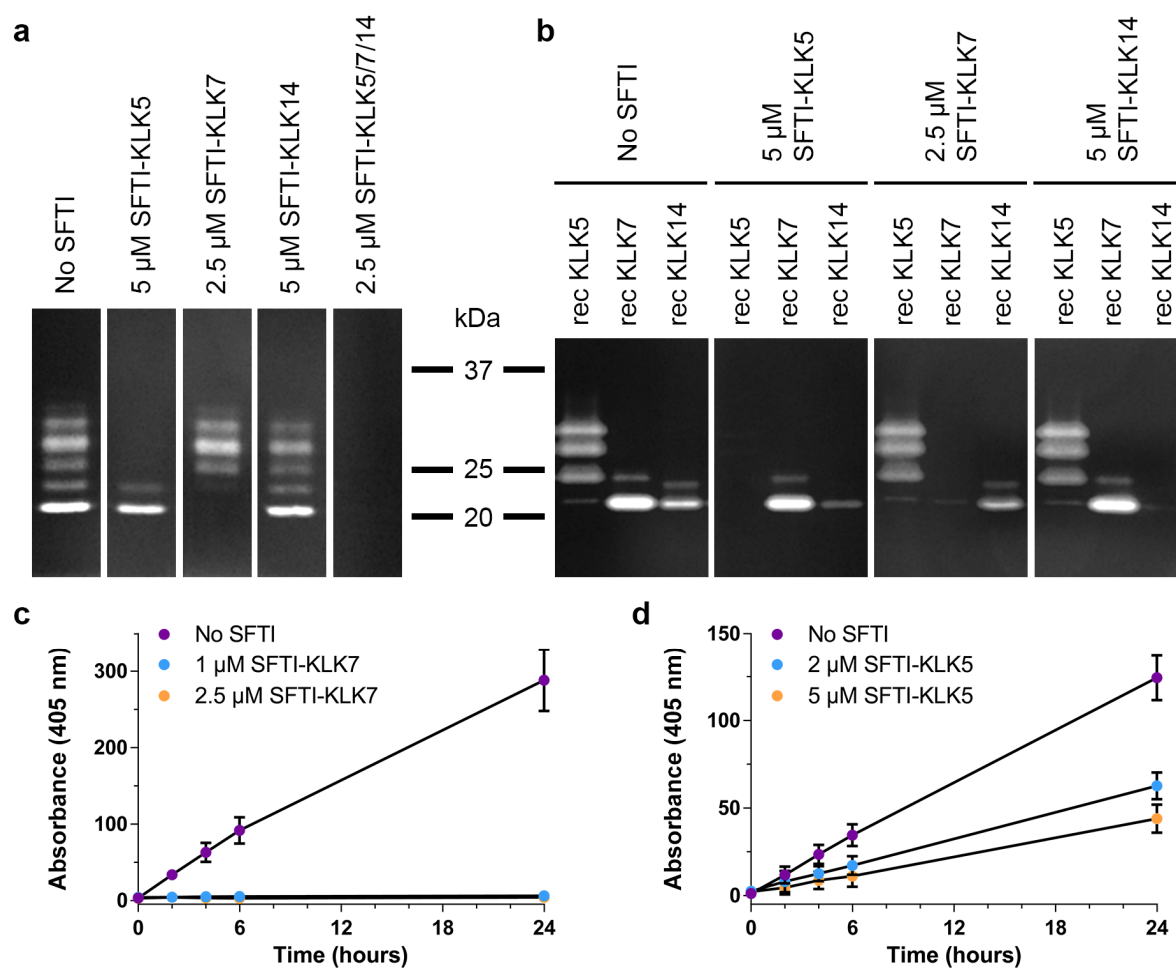 a
No SFTI
5 µM SFTI-KLK5
2.5 µM SFTI-KLK7
5 µM SFTI-KLK14
2.5 µM SFTI-KLK5/7/14
kDa
37
25
20
b
No SFTI
5 µM
SFTI-KLK5
2.5 µM
SFTI-KLK7
5 µM
SFTI-KLK14
rec KLK5
rec KLK7
rec KLK14
rec KLK5
rec KLK7
rec KLK14
rec KLK5
rec KLK7
rec KLK14
rec KLK5
rec KLK7
rec KLK14
c
No SFTI
1 µM SFTI-KLK7
2.5 µM SFTI-KLK7
Absorbance (405 nm)
300
200
100
0
0 6 12 18 24
Time (hours)
d
No SFTI
2 µM SFTI-KLK5
5 µM SFTI-KLK5
Absorbance (405 nm)
150
100
50
0
0 6 12 18 24
Time (hours)